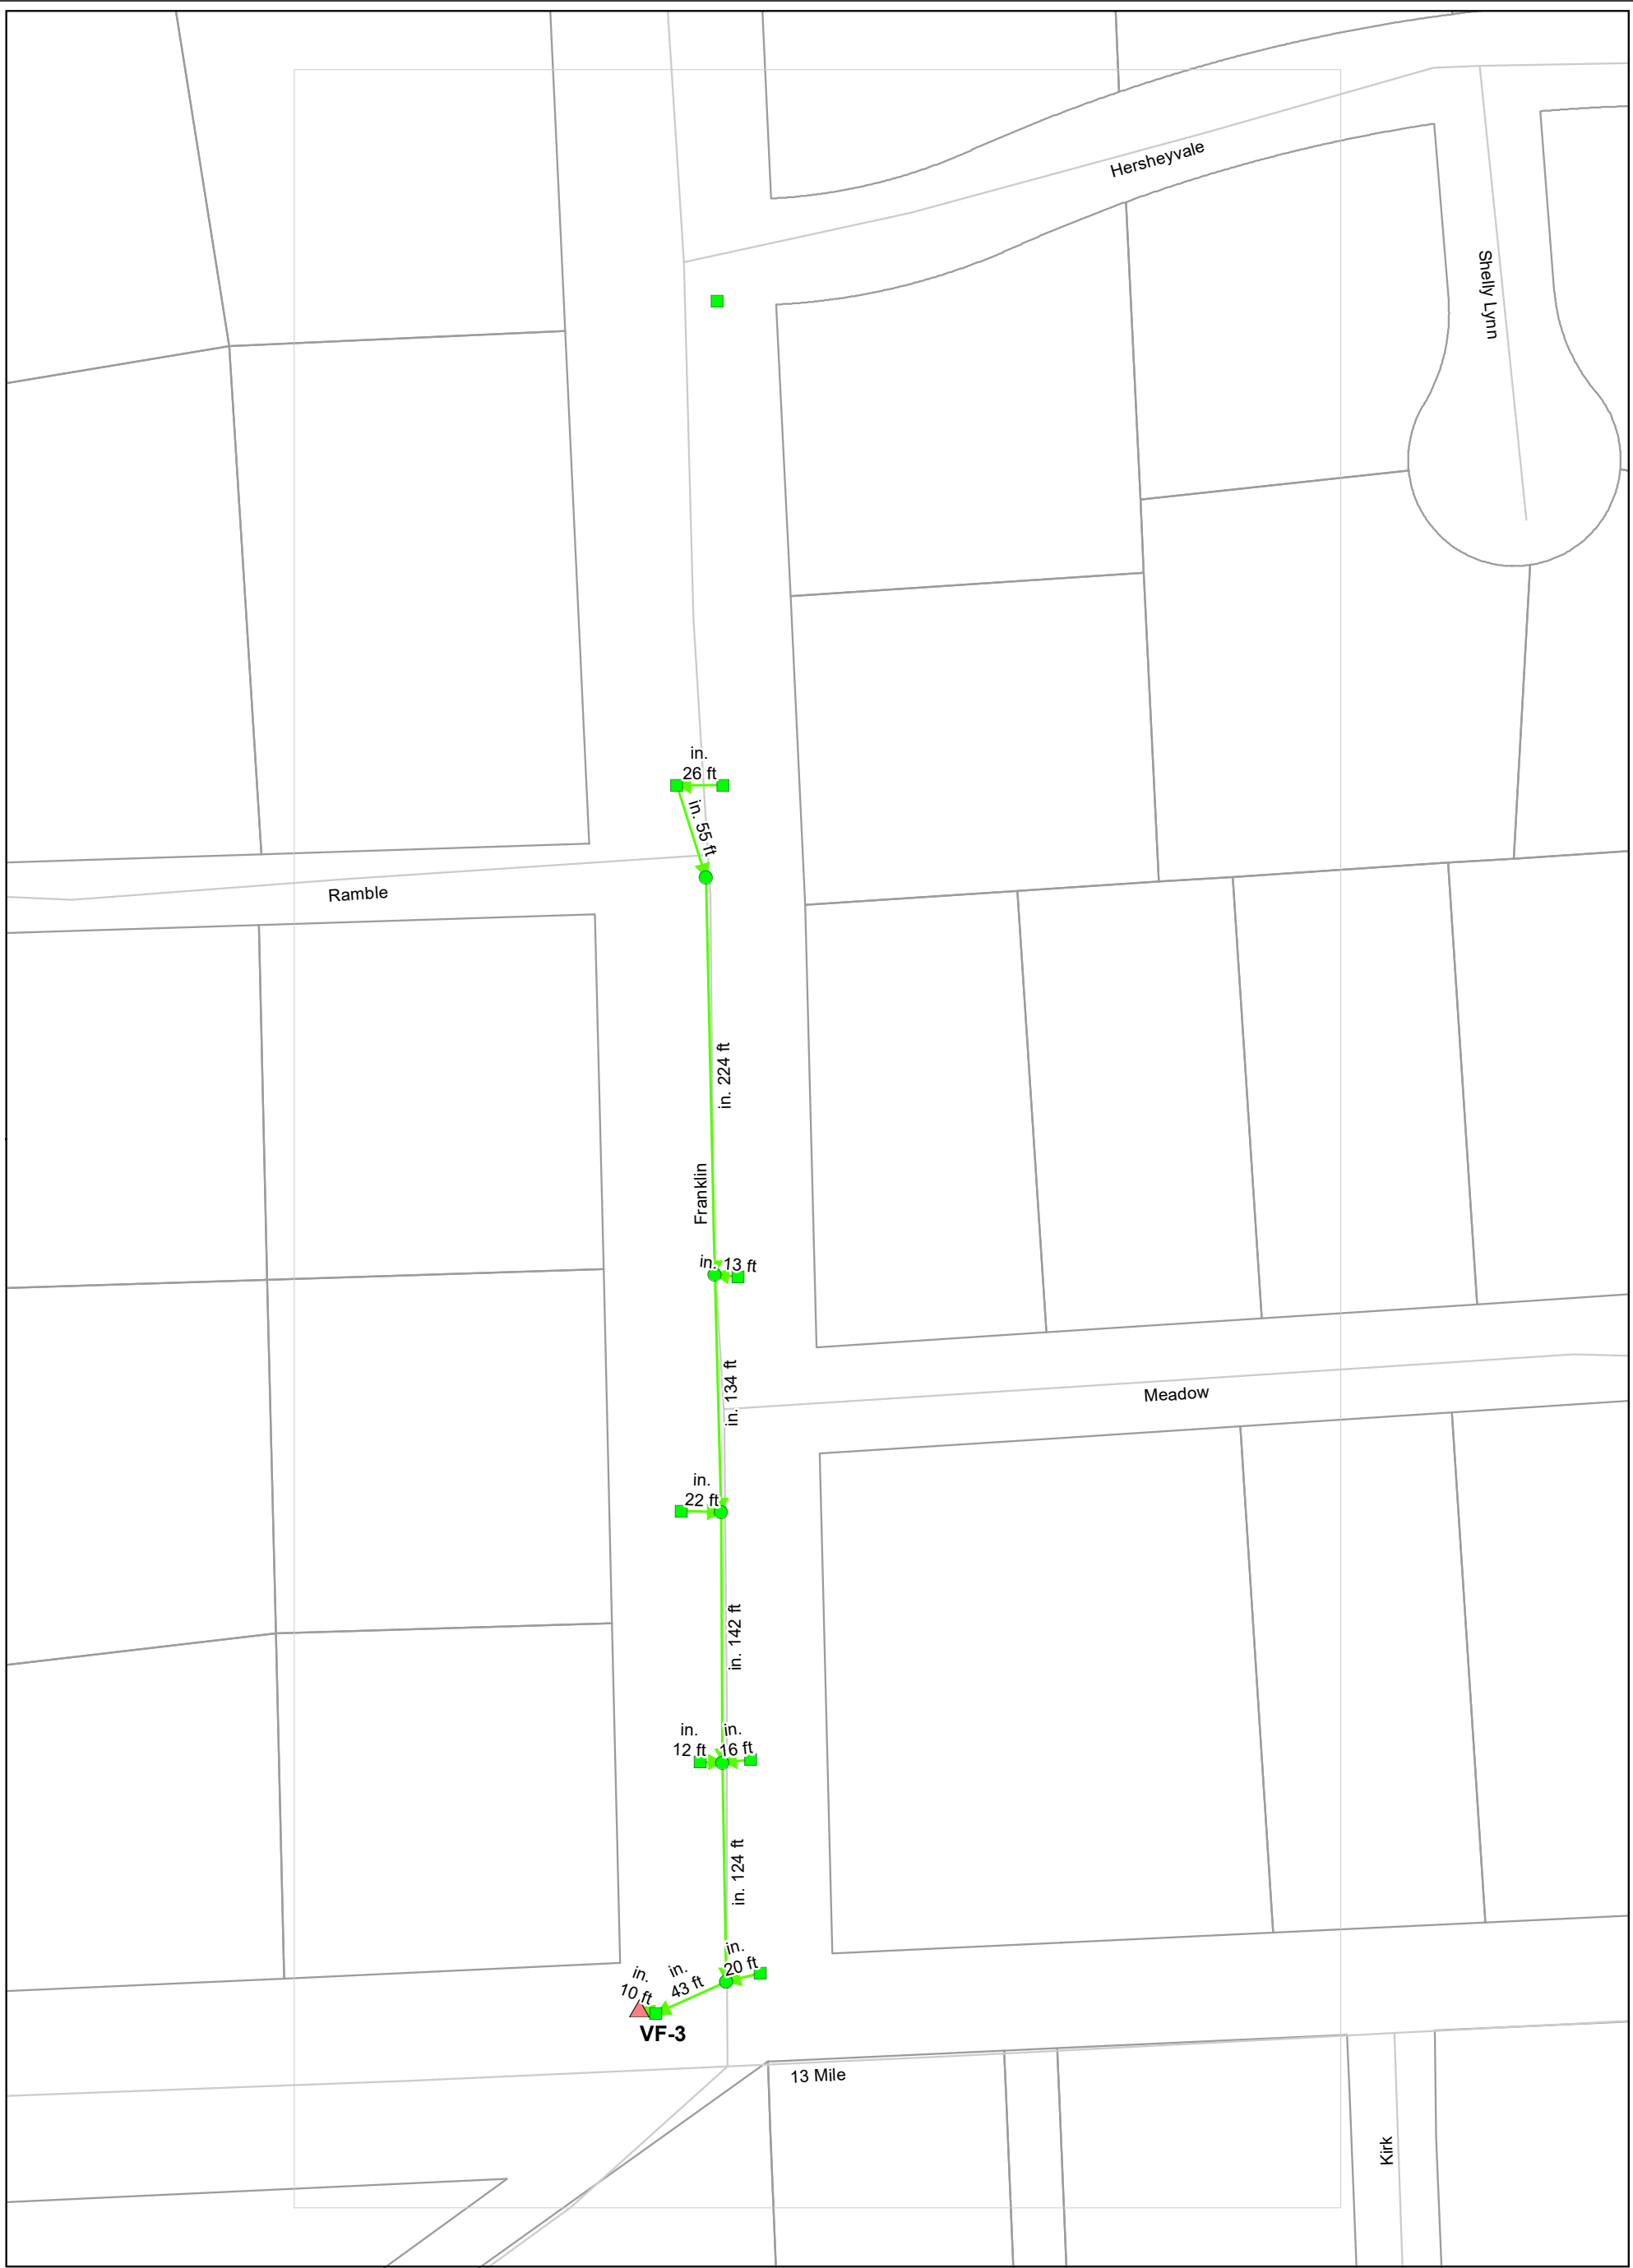 Hersheyvale
Shelly Lynn
in.
26 ft
in. 55 ft
Ramble
in. 224 ft
Franklin
in. 13 ft
in. 134 ft
Meadow
in.
22 ft
in. 142 ft
in.
12 ft
in.
16 ft
in. 124 ft
in.
20 ft
in.
43 ft
in.
10 ft
VF-3
13 Mile
Kirk